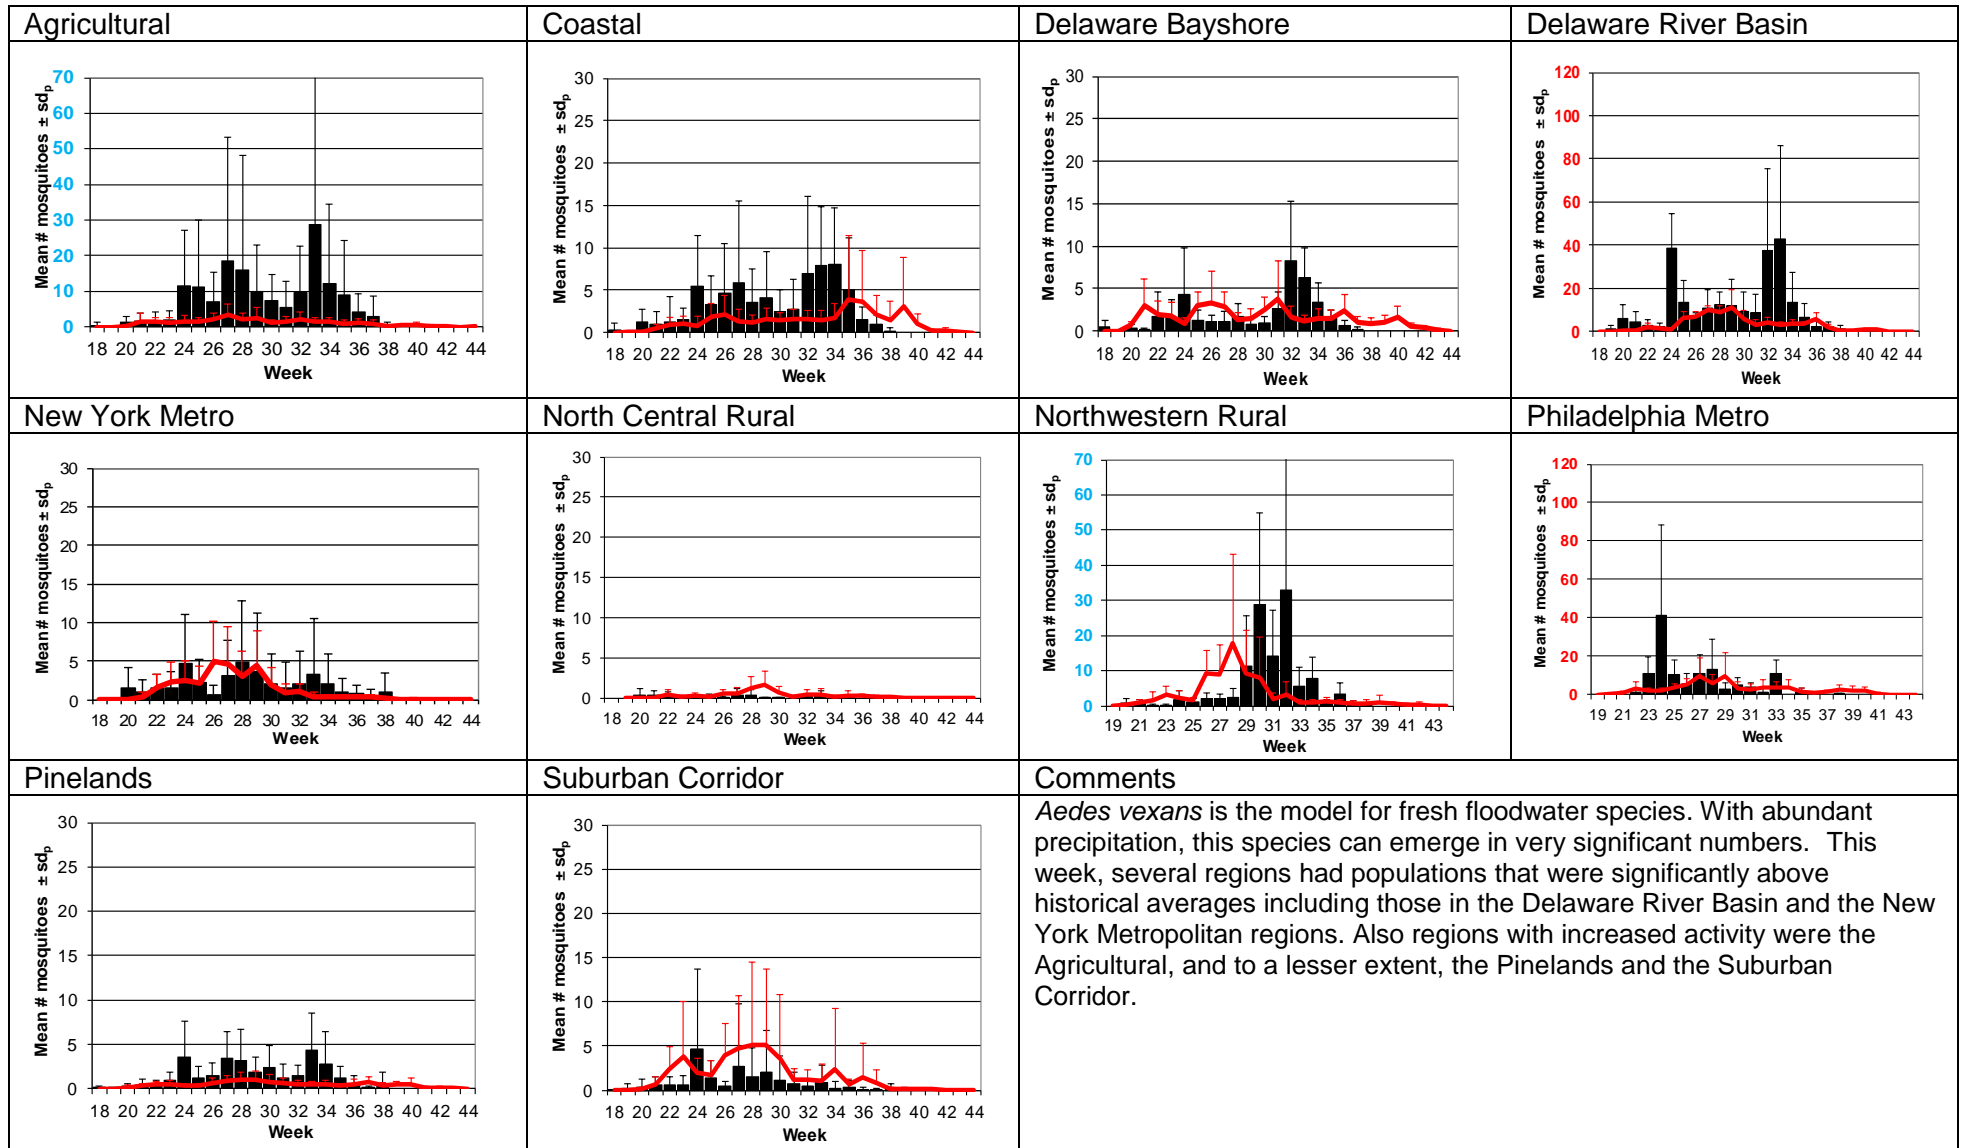 Agricultural
Mean # mosquitoes ± sdp
70
60
50
40
30
20
10
0
18 20 22 24 26 28 30 32 34 36 38 40 42 44
Week
Coastal
Mean # mosquitoes ± sdp
30
25
20
15
10
5
0
18 20 22 24 26 28 30 32 34 36 38 40 42 44
Week
Delaware Bayshore
Mean # mosquitoes ± sdp
30
25
20
15
10
5
0
18 20 22 24 26 28 30 32 34 36 38 40 42 44
Week
Delaware River Basin
Mean # mosquitoes ± sdp
120
100
80
60
40
20
0
18 20 22 24 26 28 30 32 34 36 38 40 42 44
Week
New York Metro
Mean # mosquitoes ± sdp
30
25
20
15
10
5
0
18 20 22 24 26 28 30 32 34 36 38 40 42 44
Week
North Central Rural
Mean # mosquitoes ± sdp
30
25
20
15
10
5
0
18 20 22 24 26 28 30 32 34 36 38 40 42 44
Week
Northwestern Rural
Mean # mosquitoes ± sdp
70
60
50
40
30
20
10
0
19 21 23 25 27 29 31 33 35 37 39 41 43
Week
Philadelphia Metro
Mean # mosquitoes ± sdp
120
100
80
60
40
20
0
19 21 23 25 27 29 31 33 35 37 39 41 43
Week
Pinelands
Mean # mosquitoes ± sdp
30
25
20
15
10
5
0
18 20 22 24 26 28 30 32 34 36 38 40 42 44
Week
Suburban Corridor
Mean # mosquitoes ± sdp
30
25
20
15
10
5
0
18 20 22 24 26 28 30 32 34 36 38 40 42 44
Week
Comments
Aedes vexans is the model for fresh floodwater species. With abundant
precipitation, this species can emerge in very significant numbers. This
week, several regions had populations that were significantly above
historical averages including those in the Delaware River Basin and the New
York Metropolitan regions. Also regions with increased activity were the
Agricultural, and to a lesser extent, the Pinelands and the Suburban
Corridor.